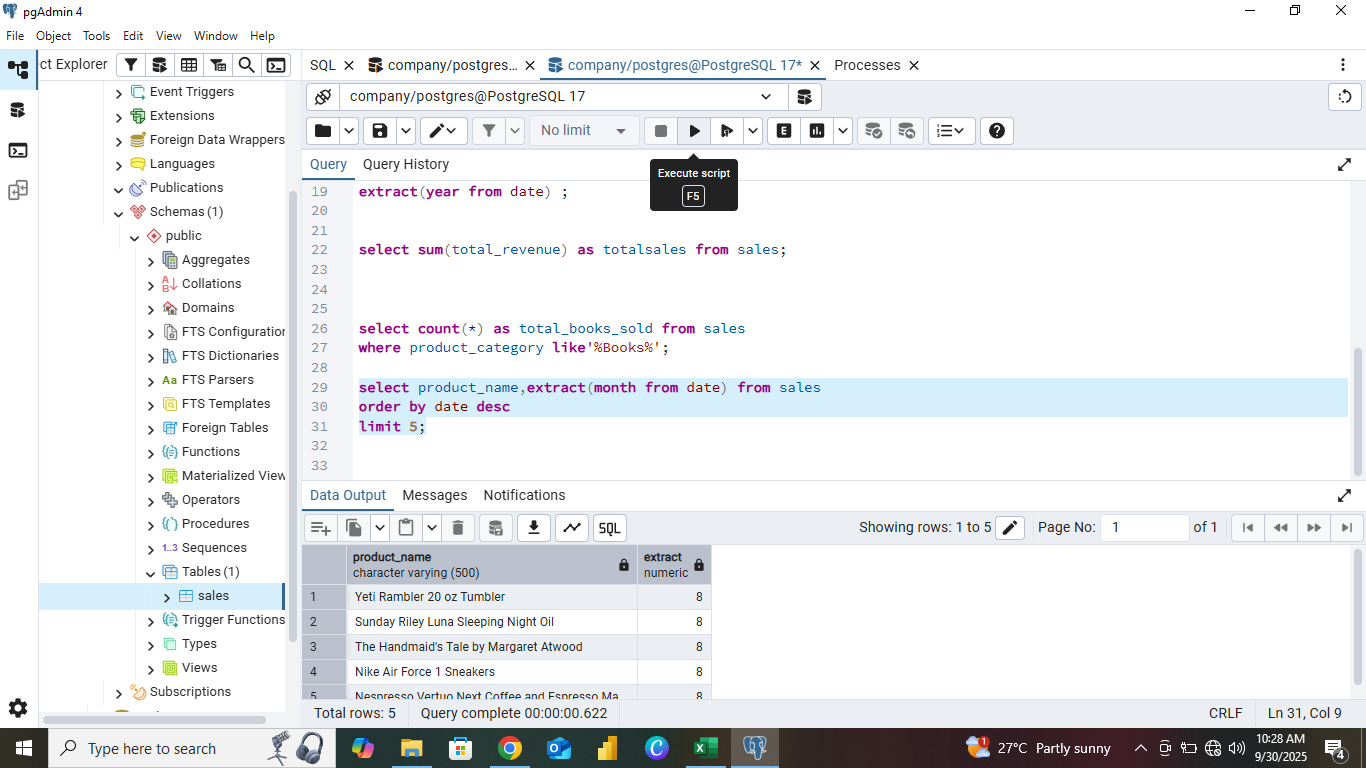 pgAdmin 4
File Object Tools Edit View Window Help
ct Explorer
SQL company/postgres... company/postgres@PostgreSQL 17* Processes
company/postgres@PostgreSQL 17
No limit
E
Execute script
F5
Query Query History
19 extract(year from date) ;
20
21
22 select sum(total_revenue) as totalsales from sales;
23
24
25
26 select count(*) as total_books_sold from sales
27 where product_category like'%Books%';
28
29 select product_name,extract(month from date) from sales
30 order by date desc
31 limit 5;
32
33
Event Triggers
Extensions
Foreign Data Wrappers
Languages
Publications
Schemas (1)
public
Aggregates
Collations
Domains
FTS Configuration
FTS Dictionaries
Aa FTS Parsers
FTS Templates
Foreign Tables
Functions
Materialized View
Operators
Procedures
1..3 Sequences
Tables (1)
sales
Trigger Functions
Types
Views
Subscriptions
Data Output Messages Notifications
SQL
Showing rows: 1 to 5 Page No: 1 of 1
product_name extract
character varying (500) numeric
1 Yeti Rambler 20 oz Tumbler 8
2 Sunday Riley Luna Sleeping Night Oil 8
3 The Handmaid's Tale by Margaret Atwood 8
4 Nike Air Force 1 Sneakers 8
5 Nespresso Vertuo Next Coffee and Espresso Ma 8
Total rows: 5 Query complete 00:00:00.622 CRLF Ln 31, Col 9
Type here to search
1
27°C Partly sunny
10:28 AM
9/30/2025
4